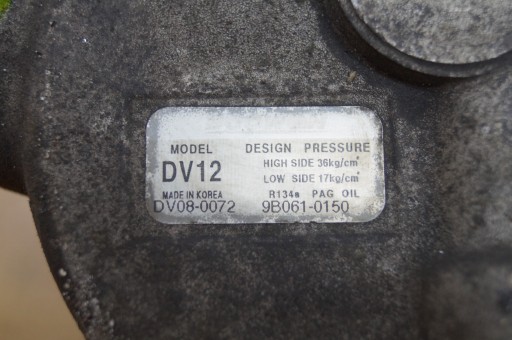 MODEL DESIGN PRESSURE
DV12 HIGH SIDE 36kg/cm²
LOW SIDE 17kg/cm²
MADE IN KOREA R134a PAG OIL
DV08-0072 9B061-0150